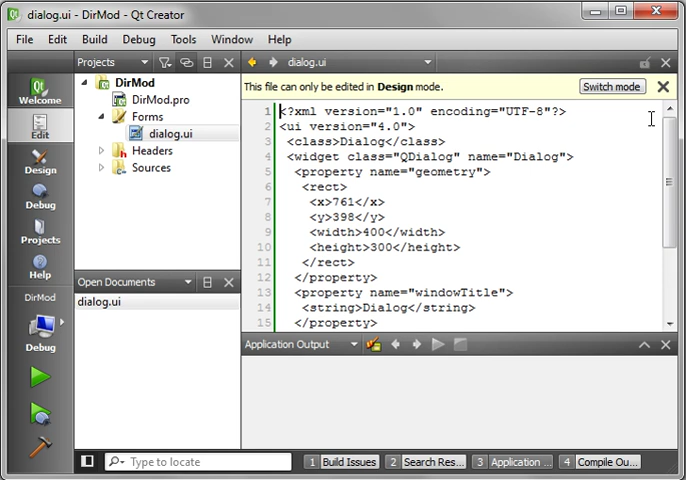 dialog.ui - DirMod - Qt Creator
File Edit Build Debug Tools Window Help
Projects
dialog.ui
Welcome
Edit
Design
Debug
Projects
Help
DirMod
Debug
DirMod
DirMod.pro
Forms
dialog.ui
Headers
Sources
Open Documents
dialog.ui
This file can only be edited in Design mode.
Switch mode
1 <?xml version="1.0" encoding="UTF-8"?>
2 <ui version="4.0">
3 <class>Dialog</class>
4 <widget class="QDialog" name="Dialog">
5 <property name="geometry">
6 <rect>
7 <x>761</x>
8 <y>398</y>
9 <width>400</width>
10 <height>300</height>
11 </rect>
12 </property>
13 <property name="windowTitle">
14 <string>Dialog</string>
15 </property>
Application Output
Type to locate
1 Build Issues
2 Search Res...
3 Application ...
4 Compile Ou...